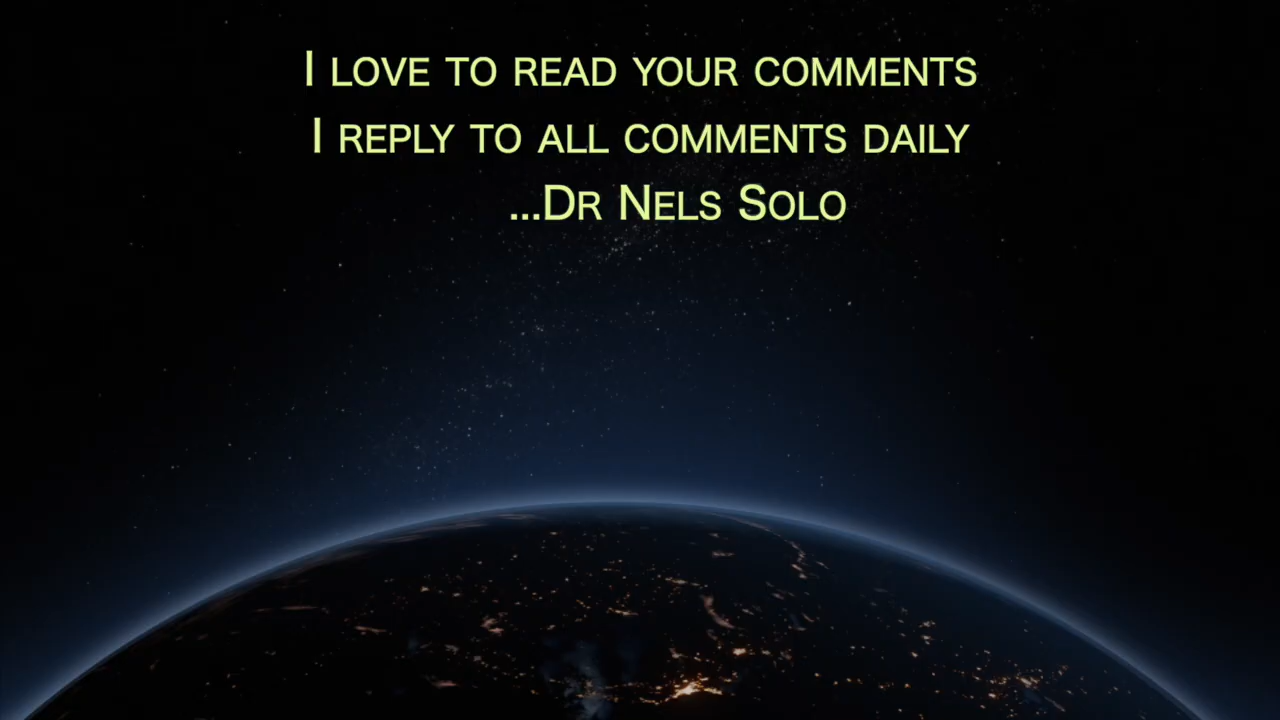 I LOVE TO READ YOUR COMMENTS
I REPLY TO ALL COMMENTS DAILY
...DR NELS SOLO